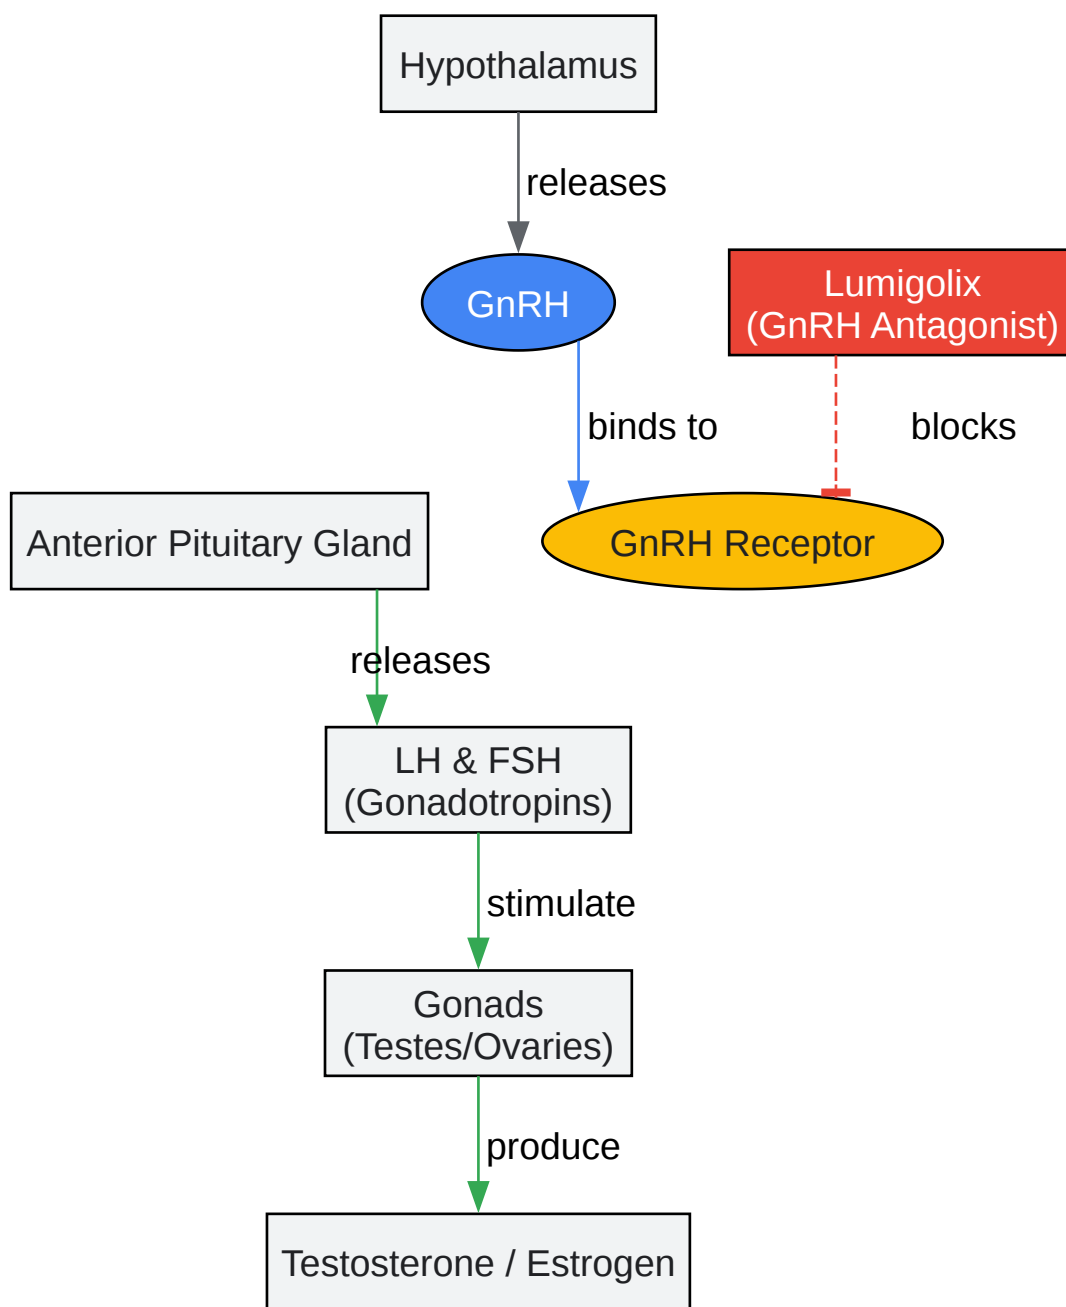 Hypothalamus
releases
GnRH
Lumigolix
(GnRH Antagonist)
binds to
blocks
Anterior Pituitary Gland
GnRH Receptor
releases
LH & FSH
(Gonadotropins)
stimulate
Gonads
(Testes/Ovaries)
produce
Testosterone / Estrogen